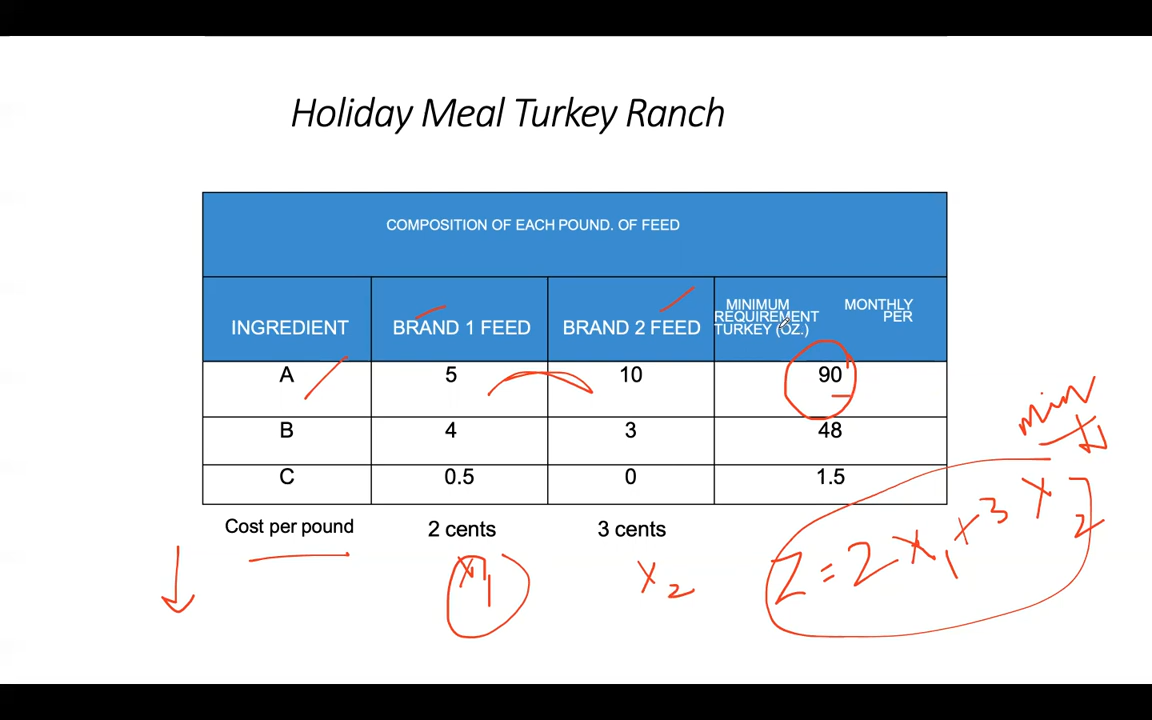 Holiday Meal Turkey Ranch
COMPOSITION OF EACH POUND. OF FEED
INGREDIENT BRAND 1 FEED BRAND 2 FEED MINIMUM MONTHLY REQUIREMENT PER TURKEY (OZ.)
A 5 10 90
B 4 3 48
C 0.5 0 1.5
Cost per pound 2 cents 3 cents
x1 x2
min
Z = 2x1 + 3x2